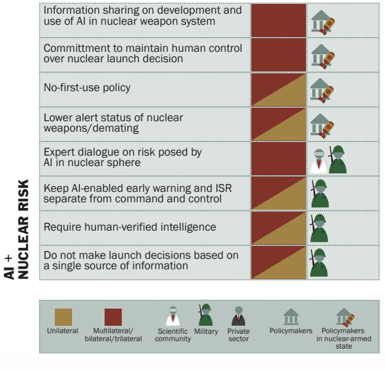 Information sharing on development and
use of AI in nuclear weapon system
Committment to maintain human control
over nuclear launch decision
No-first-use policy
Lower alert status of nuclear
weapons/demating
Expert dialogue on risk posed by
AI in nuclear sphere
Keep AI-enabled early warning and ISR
separate from command and control
Require human-verified intelligence
Do not make launch decisions based on
a single source of information
AI +
NUCLEAR RISK
Unilateral
Multilateral/
bilateral/trilateral
Scientific
community
Military
Private
sector
Policymakers
Policymakers
in nuclear-armed
state